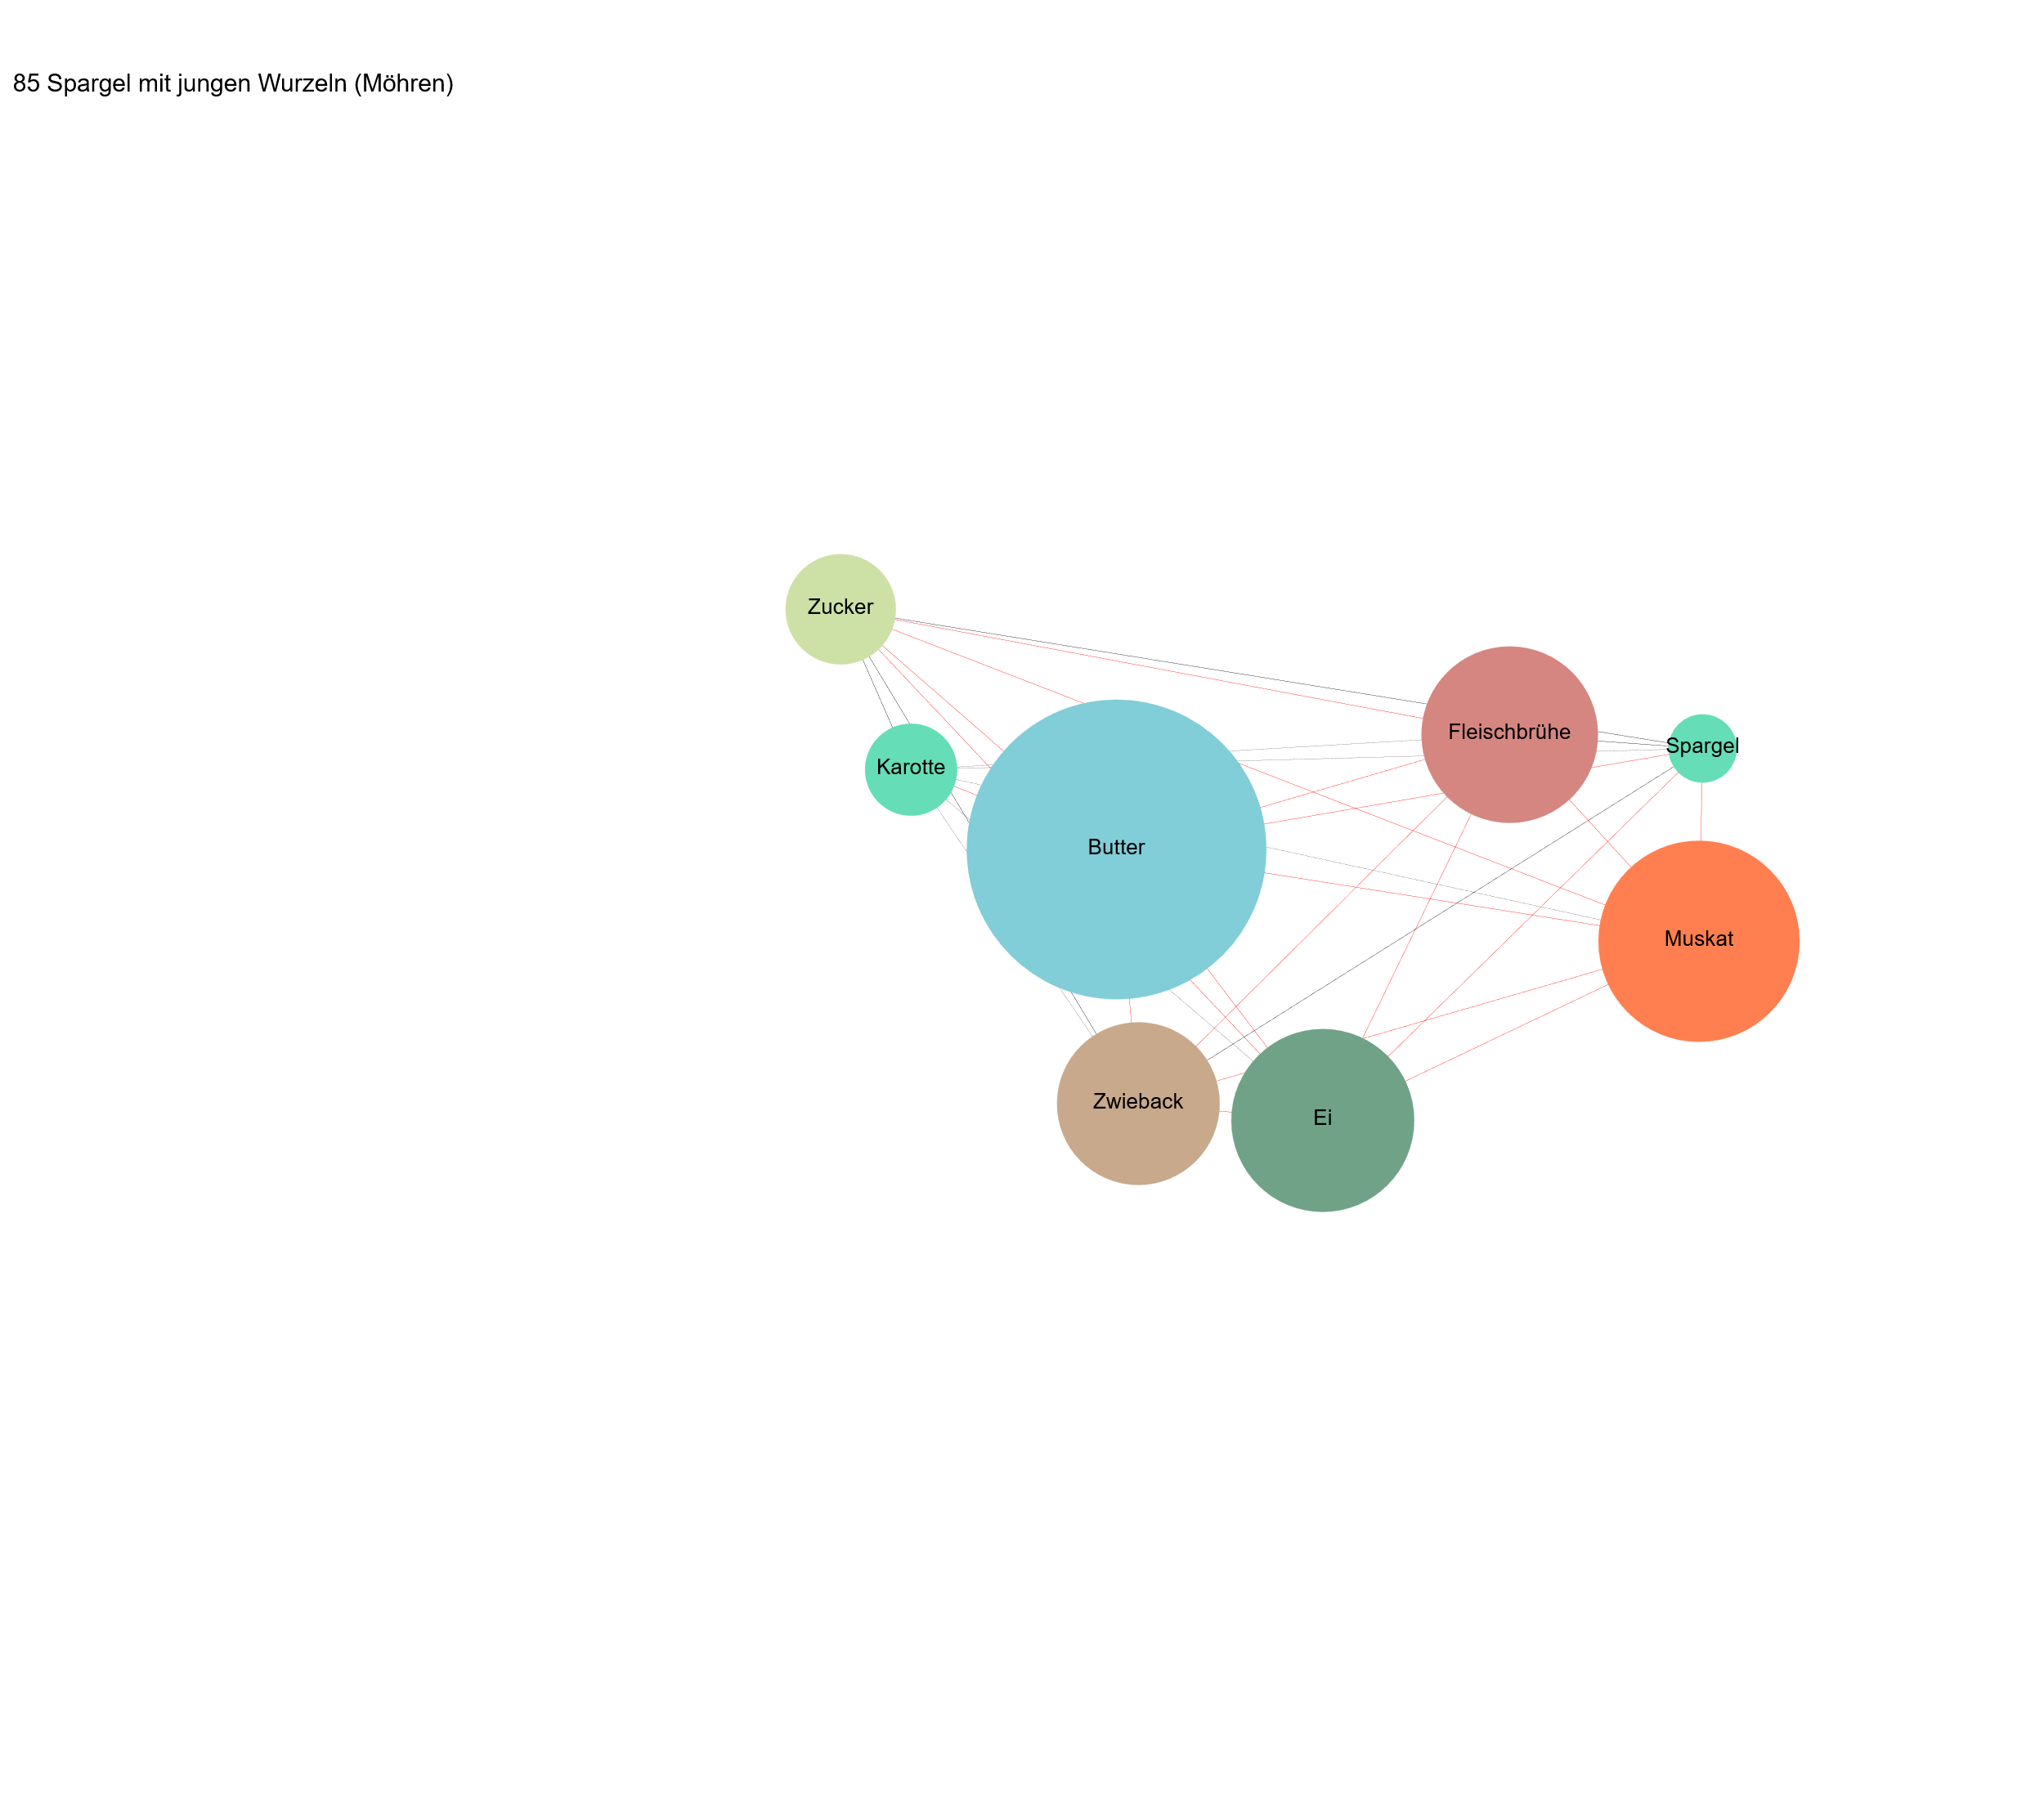 85 Spargel mit jungen Wurzeln (Möhren)
Zucker
Fleischbrühe
Spargel
Karotte
Butter
Muskat
Zwieback
Ei